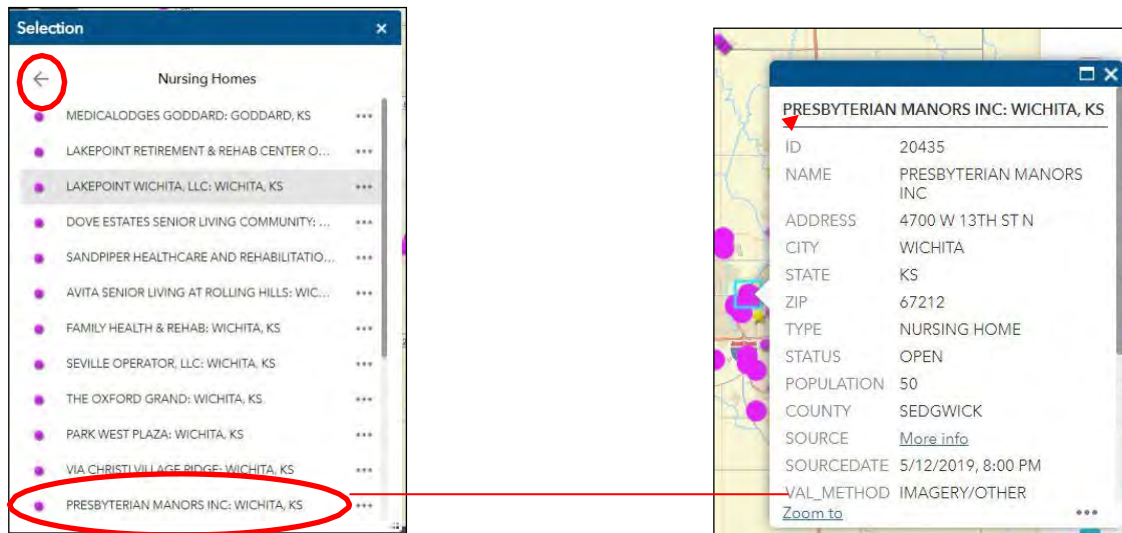 Selection
Nursing Homes
MEDICALODGES GODDARD: GODDARD, KS
LAKEPOINT RETIREMENT & REHAB CENTER O...
LAKEPOINT WICHITA, LLC: WICHITA, KS
DOVE ESTATES SENIOR LIVING COMMUNITY: ...
SANDPIPER HEALTHCARE AND REHABILITATIO...
AVITA SENIOR LIVING AT ROLLING HILLS: WIC...
FAMILY HEALTH & REHAB: WICHITA, KS
SEVILLE OPERATOR, LLC: WICHITA, KS
THE OXFORD GRAND: WICHITA, KS
PARK WEST PLAZA: WICHITA, KS
VIA CHRISTI VILLAGE RIDGE: WICHITA, KS
PRESBYTERIAN MANORS INC: WICHITA, KS
PRESBYTERIAN MANORS INC: WICHITA, KS
ID 20435
NAME PRESBYTERIAN MANORS
INC
ADDRESS 4700 W 13TH ST N
CITY WICHITA
STATE KS
ZIP 67212
TYPE NURSING HOME
STATUS OPEN
POPULATION 50
COUNTY SEDGWICK
SOURCE More info
SOURCEDATE 5/12/2019, 8:00 PM
VAL_METHOD IMAGERY/OTHER
Zoom to